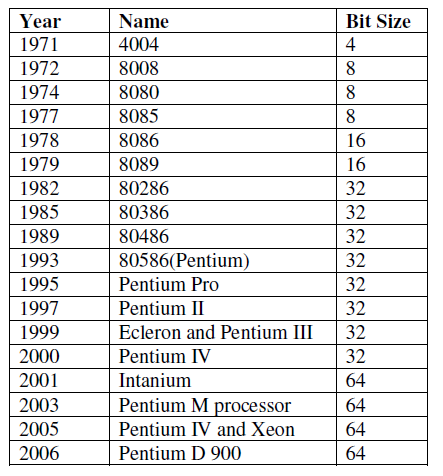 Year Name Bit Size
1971 4004 4
1972 8008 8
1974 8080 8
1977 8085 8
1978 8086 16
1979 8089 16
1982 80286 32
1985 80386 32
1989 80486 32
1993 80586(Pentium) 32
1995 Pentium Pro 32
1997 Pentium II 32
1999 Ecleron and Pentium III 32
2000 Pentium IV 32
2001 Intanium 64
2003 Pentium M processor 64
2005 Pentium IV and Xeon 64
2006 Pentium D 900 64